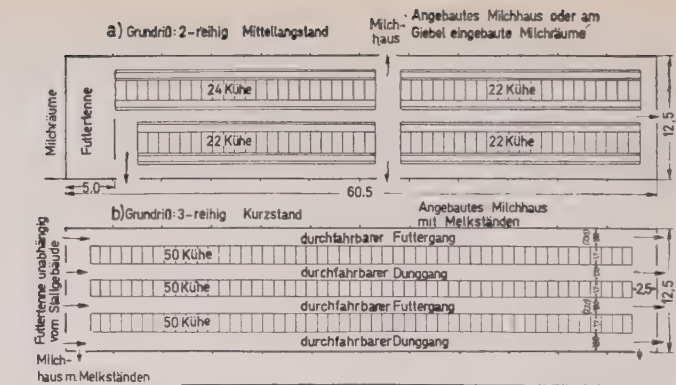 a) Grundriß: 2-reihig Mittellangstand
Milch-
haus
Angebautes Milchhaus oder am
Giebel eingebaute Milchräume
Milchräume
Futtertenne
24 Kühe
22 Kühe
22 Kühe
22 Kühe
12,5
5.0
60.5
b) Grundriß: 3-reihig Kurzstand
Angebautes Milchhaus
mit Melkständen
Futtertenne unabhängig
vom Stallgebäude
durchfahrbarer Futtergang
50 Kühe
durchfahrbarer Dunggang
50 Kühe
2,5
12,5
durchfahrbarer Futtergang
50 Kühe
durchfahrbarer Dunggang
Milch-
haus m. Melkständen